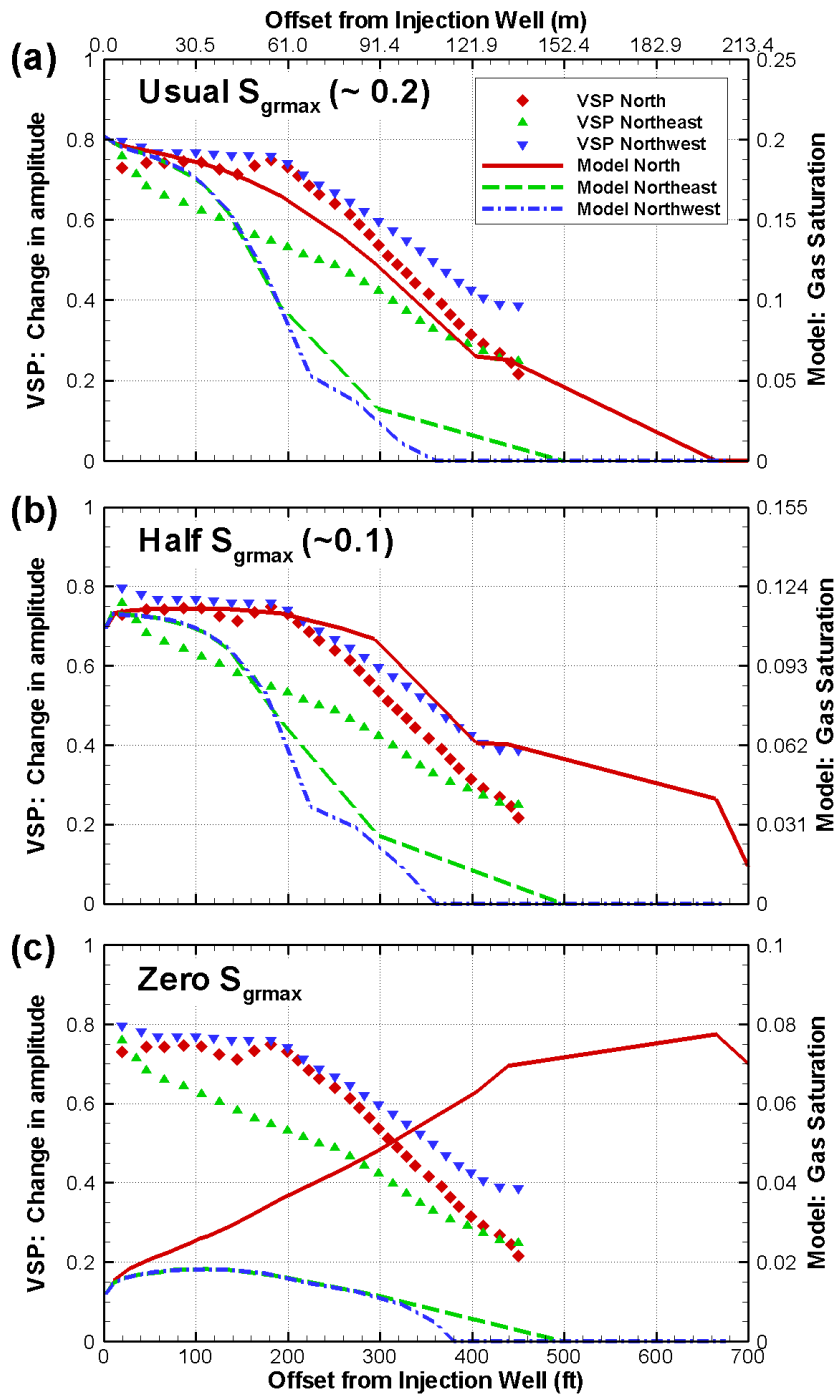 Offset from Injection Well (m)
0.0 30.5 61.0 91.4 121.9 152.4 182.9 213.4
(a)
Usual Sgrmax (~ 0.2)
VSP North
VSP Northeast
VSP Northwest
Model North
Model Northeast
Model Northwest
VSP: Change in amplitude
1
0.8
0.6
0.4
0.2
0
Model: Gas Saturation
0.25
0.2
0.15
0.1
0.05
0
(b)
Half Sgrmax (~0.1)
VSP: Change in amplitude
1
0.8
0.6
0.4
0.2
0
Model: Gas Saturation
0.155
0.124
0.093
0.062
0.031
0
(c)
Zero Sgrmax
VSP: Change in amplitude
1
0.8
0.6
0.4
0.2
0
Model: Gas Saturation
0.1
0.08
0.06
0.04
0.02
0
0 100 200 300 400 500 600 700
Offset from Injection Well (ft)